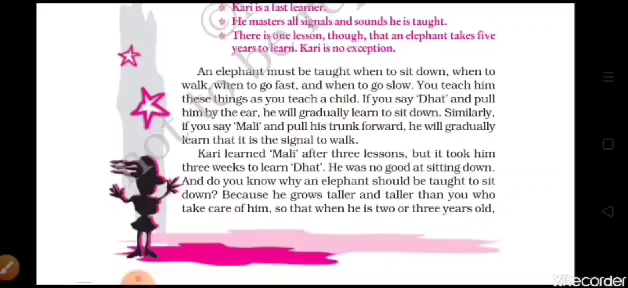 Kari is a fast learner.
He masters all signals and sounds he is taught.
There is one lesson, though, that an elephant takes five
years to learn. Kari is no exception.
An elephant must be taught when to sit down, when to
walk, when to go fast, and when to go slow. You teach him
these things as you teach a child. If you say ‘Dhat’ and pull
him by the ear, he will gradually learn to sit down. Similarly,
if you say ‘Mali’ and pull his trunk forward, he will gradually
learn that it is the signal to walk.
Kari learned ‘Mali’ after three lessons, but it took him
three weeks to learn ‘Dhat’. He was no good at sitting down.
And do you know why an elephant should be taught to sit
down? Because he grows taller and taller than you who
take care of him, so that when he is two or three years old,
Recorder